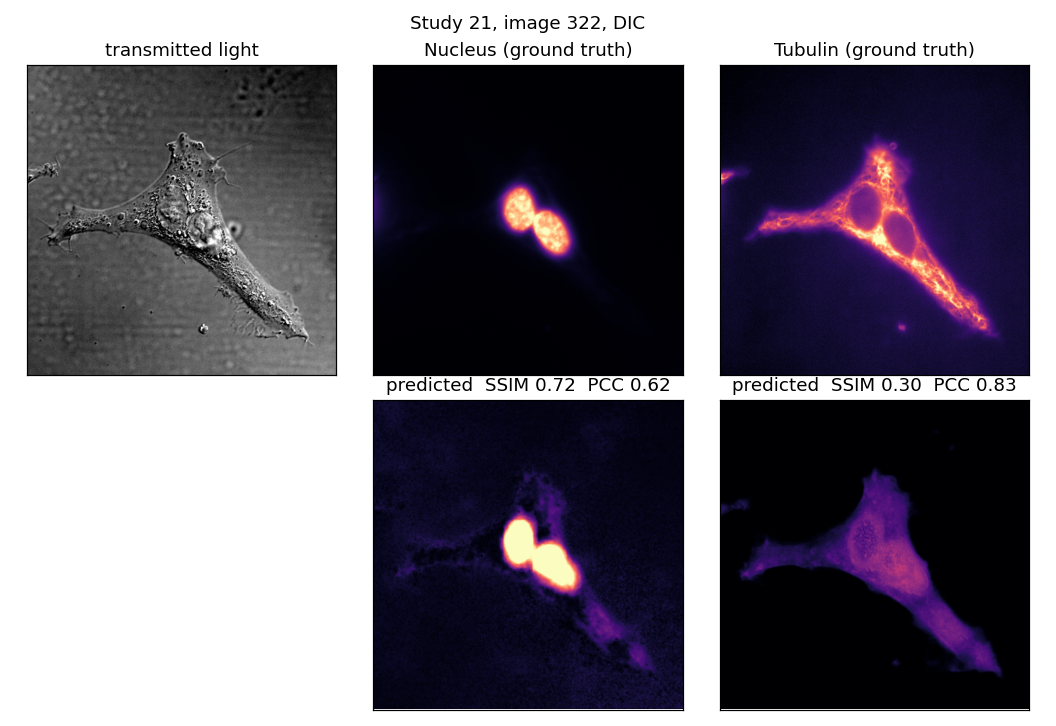 Study 21, image 322, DIC
transmitted light
Nucleus (ground truth)
Tubulin (ground truth)
predicted  SSIM 0.72  PCC 0.62
predicted  SSIM 0.30  PCC 0.83